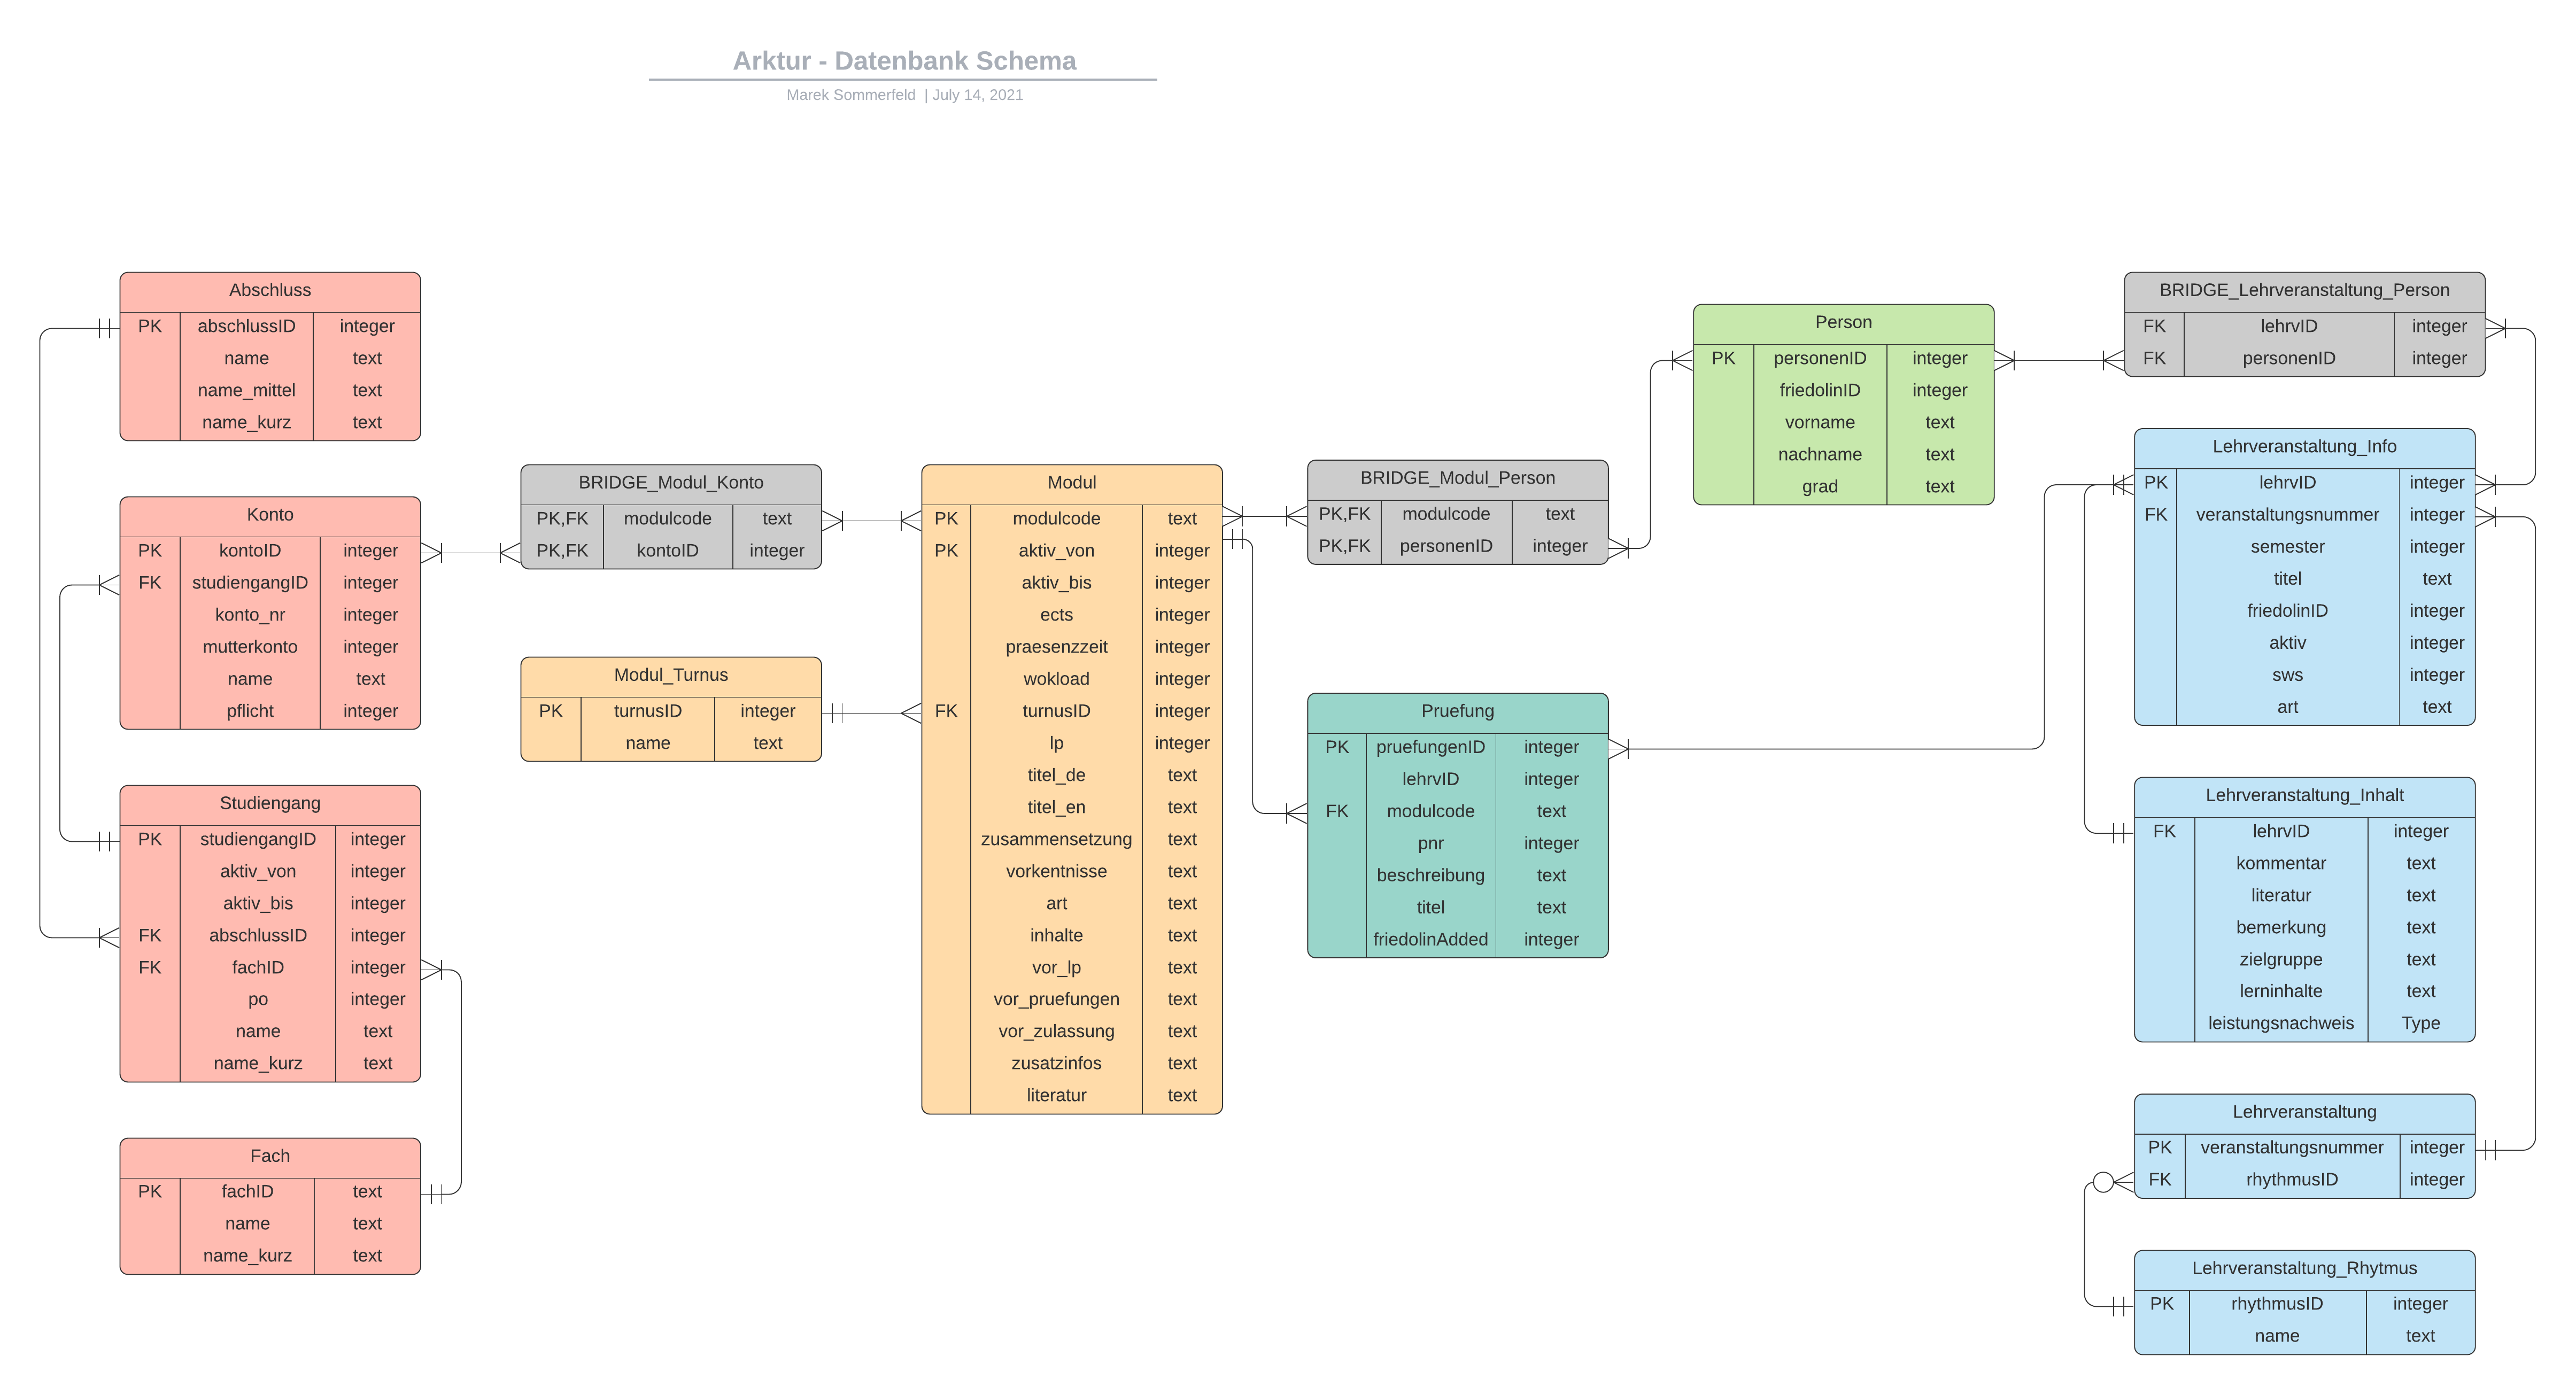 Arktur - Datenbank Schema
Marek Sommerfeld | July 14, 2021
Abschluss
PK abschlussID integer
name text
name_mittel text
name_kurz text
Konto
PK kontoID integer
FK studiengangID integer
konto_nr integer
mutterkonto integer
name text
pflicht integer
Studiengang
PK studiengangID integer
aktiv_von integer
aktiv_bis integer
FK abschlussID integer
FK fachID integer
po integer
name text
name_kurz text
Fach
PK fachID text
name text
name_kurz text
BRIDGE_Modul_Konto
PK,FK modulcode text
PK,FK kontoID integer
Modul_Turnus
PK turnusID integer
name text
Modul
PK modulcode text
PK aktiv_von integer
aktiv_bis integer
ects integer
praesenzzeit integer
wokload integer
FK turnusID integer
lp integer
titel_de text
titel_en text
zusammensetzung text
vorkentnisse text
art text
inhalte text
vor_lp text
vor_pruefungen text
vor_zulassung text
zusatzinfos text
literatur text
BRIDGE_Modul_Person
PK,FK modulcode text
PK,FK personenID integer
Pruefung
PK pruefungenID integer
lehrvID integer
FK modulcode text
pnr integer
beschreibung text
titel text
friedolinAdded integer
Person
PK personenID integer
friedolinID integer
vorname text
nachname text
grad text
BRIDGE_Lehrveranstaltung_Person
FK lehrvID integer
FK personenID integer
Lehrveranstaltung_Info
PK lehrvID integer
FK veranstaltungsnummer integer
semester integer
titel text
friedolinID integer
aktiv integer
sws integer
art text
Lehrveranstaltung_Inhalt
FK lehrvID integer
kommentar text
literatur text
bemerkung text
zielgruppe text
lerninhalte text
leistungsnachweis Type
Lehrveranstaltung
PK veranstaltungsnummer integer
FK rhythmusID integer
Lehrveranstaltung_Rhytmus
PK rhythmusID integer
name text